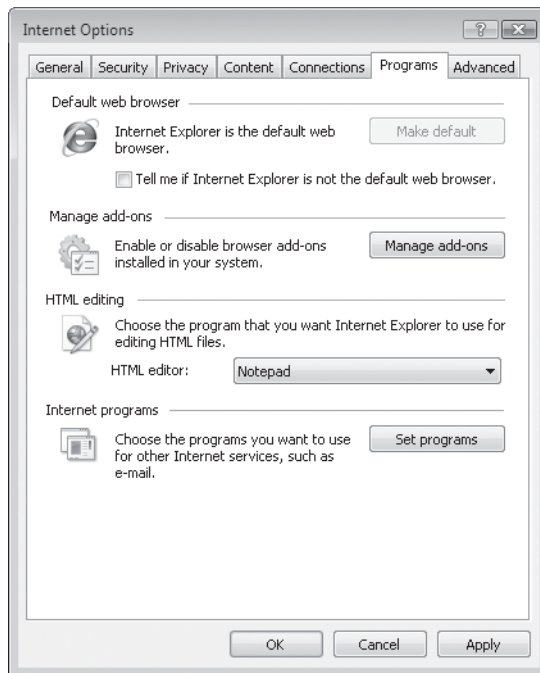 Internet Options
General
Security
Privacy
Content
Connections
Programs
Advanced
Default web browser
Internet Explorer is the default web
browser.
Make default
Tell me if Internet Explorer is not the default web browser.
Manage add-ons
Enable or disable browser add-ons
installed in your system.
Manage add-ons
HTML editing
Choose the program that you want Internet Explorer to use for
editing HTML files.
HTML editor:
Notepad
Internet programs
Choose the programs you want to use
for other Internet services, such as
e-mail.
Set programs
OK
Cancel
Apply